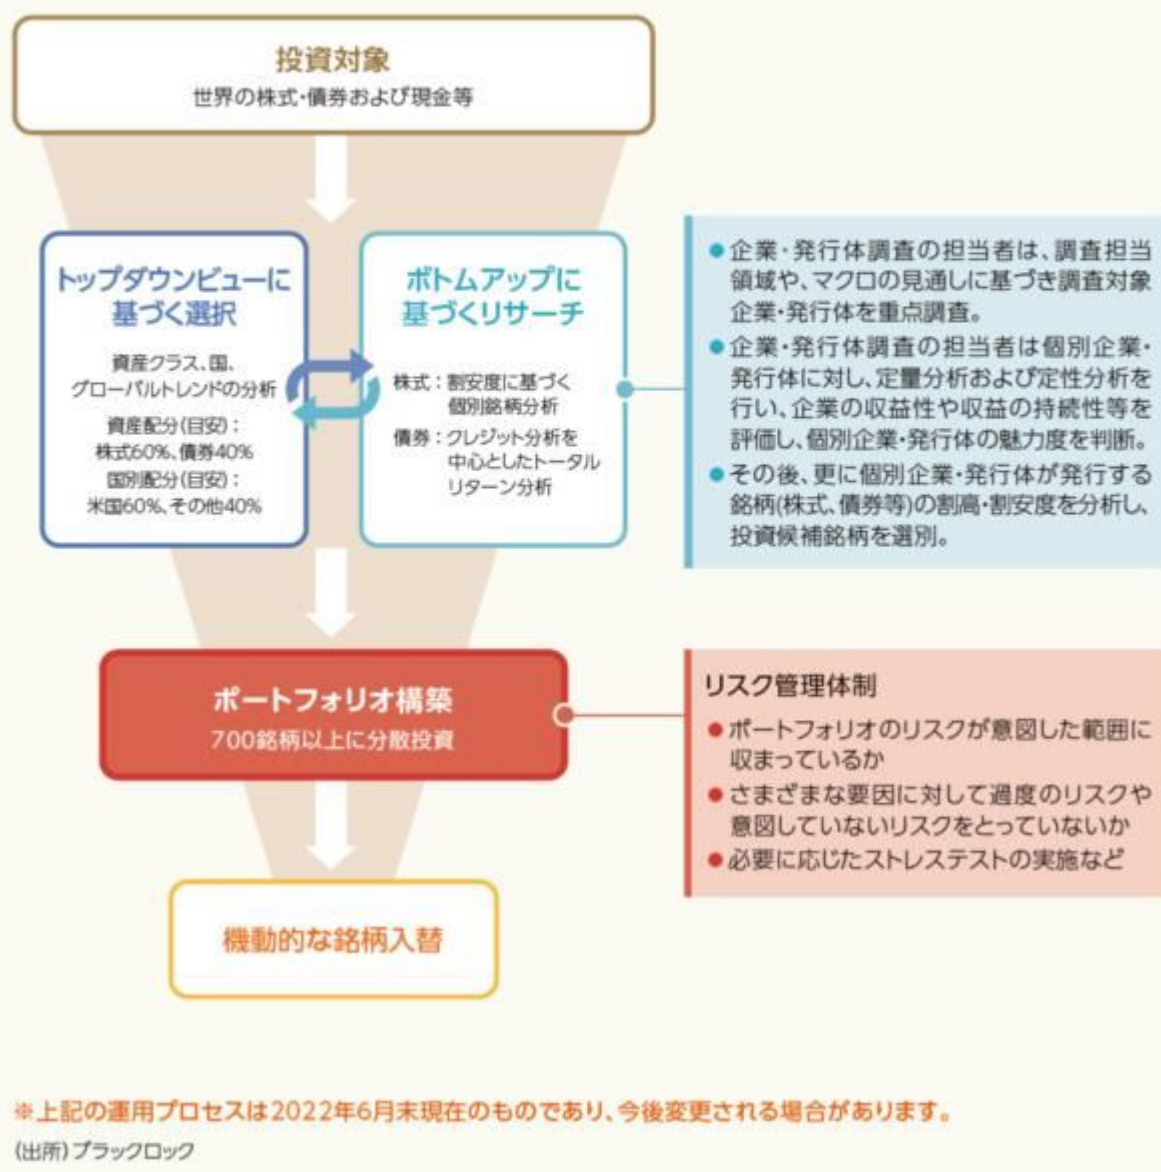 投資対象
世界の株式・債券および現金等
トップダウンビューに
基づく選択
資産クラス、国、
グローバルトレンドの分析
資産配分(目安)：
株式60%、債券40%
国別配分(目安)：
米国60%、その他40%
ボトムアップに
基づくリサーチ
株式：割安度に基づく
個別銘柄分析
債券：クレジット分析を
中心としたトータル
リターン分析
●企業・発行体調査の担当者は、調査担当
領域や、マクロの見通しに基づき調査対象
企業・発行体を重点調査。
●企業・発行体調査の担当者は個別企業・
発行体に対し、定量分析および定性分析を
行い、企業の収益性や収益の持続性等を
評価し、個別企業・発行体の魅力度を判断。
●その後、更に個別企業・発行体が発行する
銘柄(株式、債券等)の割高・割安度を分析し、
投資候補銘柄を選別。
ポートフォリオ構築
700銘柄以上に分散投資
リスク管理体制
●ポートフォリオのリスクが意図した範囲に
収まっているか
●さまざまな要因に対して過度のリスクや
意図していないリスクをとっていないか
●必要に応じたストレステストの実施など
機動的な銘柄入替
※上記の運用プロセスは2022年6月末現在のものであり、今後変更される場合があります。
(出所)ブラックロック